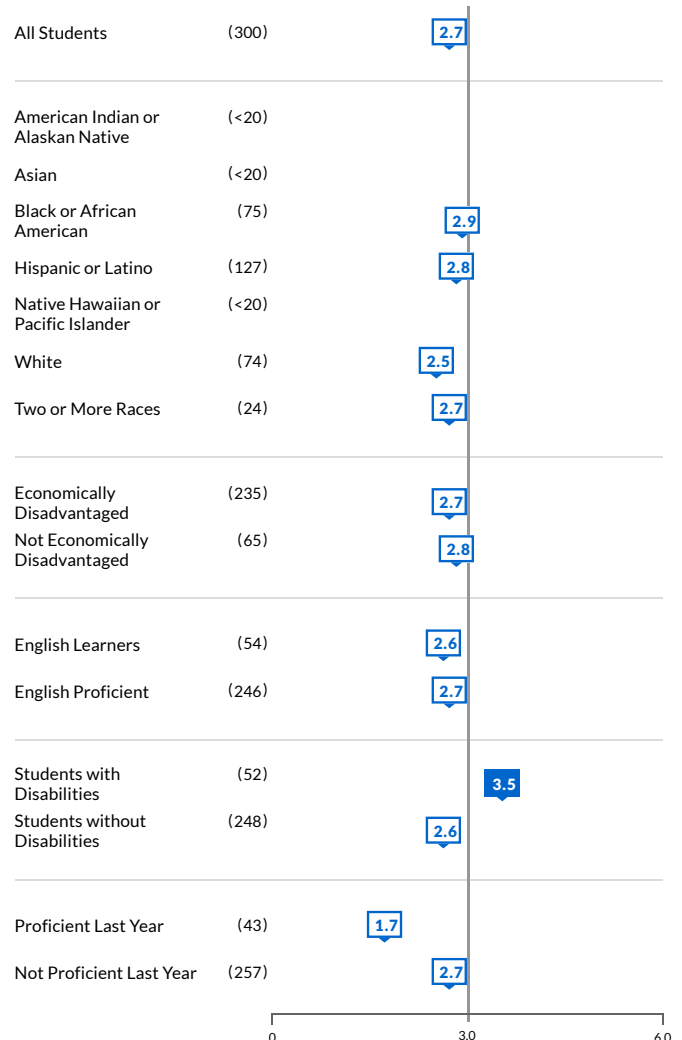 All Students (300) 2.7
American Indian or (<20)
Alaskan Native
Asian (<20)
Black or African (75) 2.9
American
Hispanic or Latino (127) 2.8
Native Hawaiian or (<20)
Pacific Islander
White (74) 2.5
Two or More Races (24) 2.7
Economically (235) 2.7
Disadvantaged
Not Economically (65) 2.8
Disadvantaged
English Learners (54) 2.6
English Proficient (246) 2.7
Students with (52) 3.5
Disabilities
Students without (248) 2.6
Disabilities
Proficient Last Year (43) 1.7
Not Proficient Last Year (257) 2.7
0 3.0 6.0